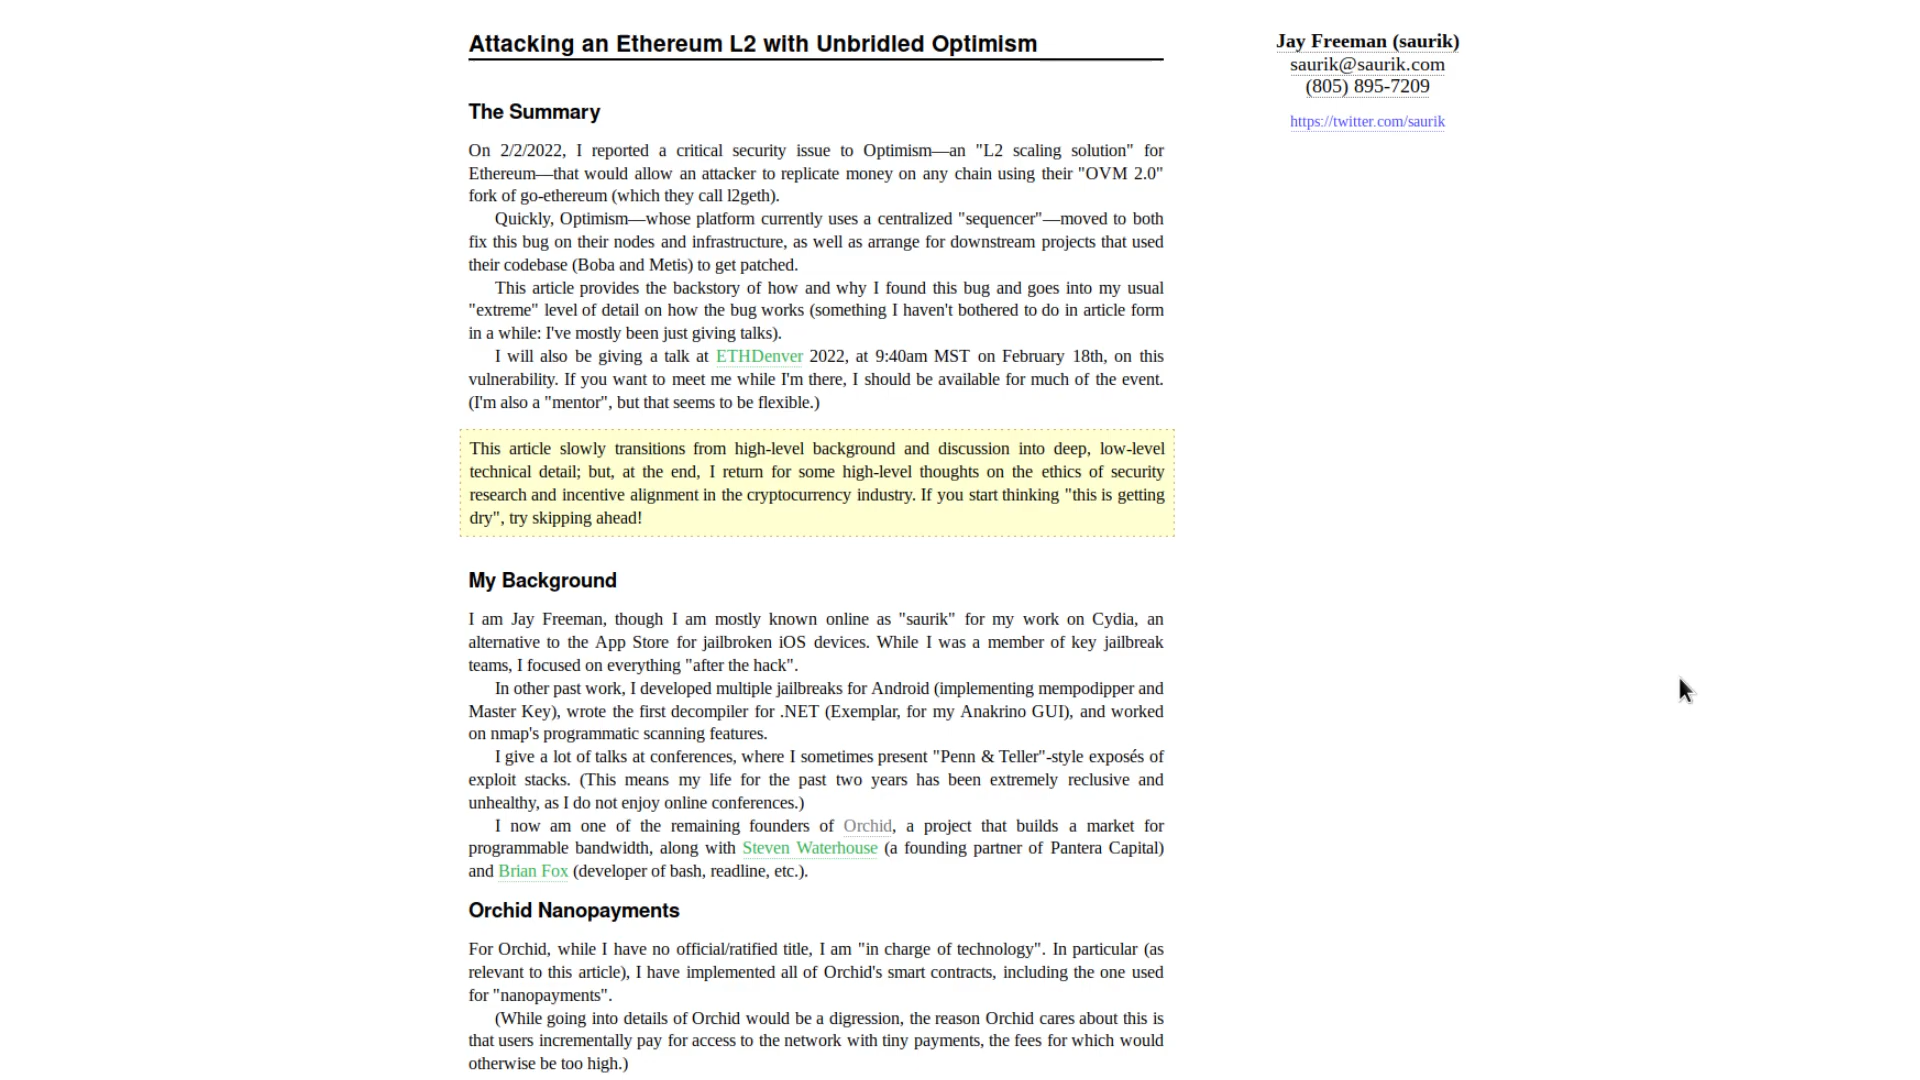 Attacking an Ethereum L2 with Unbridled Optimism
Jay Freeman (saurik)
saurik@saurik.com
(805) 895-7209
https://twitter.com/saurik
The Summary
On 2/2/2022, I reported a critical security issue to Optimism—an "L2 scaling solution" for
Ethereum—that would allow an attacker to replicate money on any chain using their "OVM 2.0"
fork of go-ethereum (which they call l2geth).
Quickly, Optimism—whose platform currently uses a centralized "sequencer"—moved to both
fix this bug on their nodes and infrastructure, as well as arrange for downstream projects that used
their codebase (Boba and Metis) to get patched.
This article provides the backstory of how and why I found this bug and goes into my usual
"extreme" level of detail on how the bug works (something I haven't bothered to do in article form
in a while: I've mostly been just giving talks).
I will also be giving a talk at ETHDenver 2022, at 9:40am MST on February 18th, on this
vulnerability. If you want to meet me while I'm there, I should be available for much of the event.
(I'm also a "mentor", but that seems to be flexible.)
This article slowly transitions from high-level background and discussion into deep, low-level
technical detail; but, at the end, I return for some high-level thoughts on the ethics of security
research and incentive alignment in the cryptocurrency industry. If you start thinking "this is getting
dry", try skipping ahead!
My Background
I am Jay Freeman, though I am mostly known online as "saurik" for my work on Cydia, an
alternative to the App Store for jailbroken iOS devices. While I was a member of key jailbreak
teams, I focused on everything "after the hack".
In other past work, I developed multiple jailbreaks for Android (implementing mempodipper and
Master Key), wrote the first decompiler for .NET (Exemplar, for my Anakrino GUI), and worked
on nmap's programmatic scanning features.
I give a lot of talks at conferences, where I sometimes present "Penn & Teller"-style exposés of
exploit stacks. (This means my life for the past two years has been extremely reclusive and
unhealthy, as I do not enjoy online conferences.)
I now am one of the remaining founders of Orchid, a project that builds a market for
programmable bandwidth, along with Steven Waterhouse (a founding partner of Pantera Capital)
and Brian Fox (developer of bash, readline, etc.).
Orchid Nanopayments
For Orchid, while I have no official/ratified title, I am "in charge of technology". In particular (as
relevant to this article), I have implemented all of Orchid's smart contracts, including the one used
for "nanopayments".
(While going into details of Orchid would be a digression, the reason Orchid cares about this is
that users incrementally pay for access to the network with tiny payments, the fees for which would
otherwise be too high.)